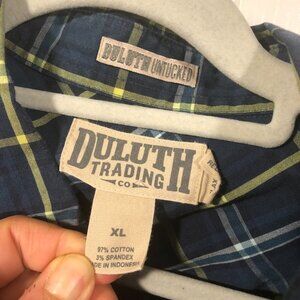 DULUTH UNTUCKED
DULUTH
TRADING
CO
XL
97% COTTON
3% SPANDEX
MADE IN INDONESIA